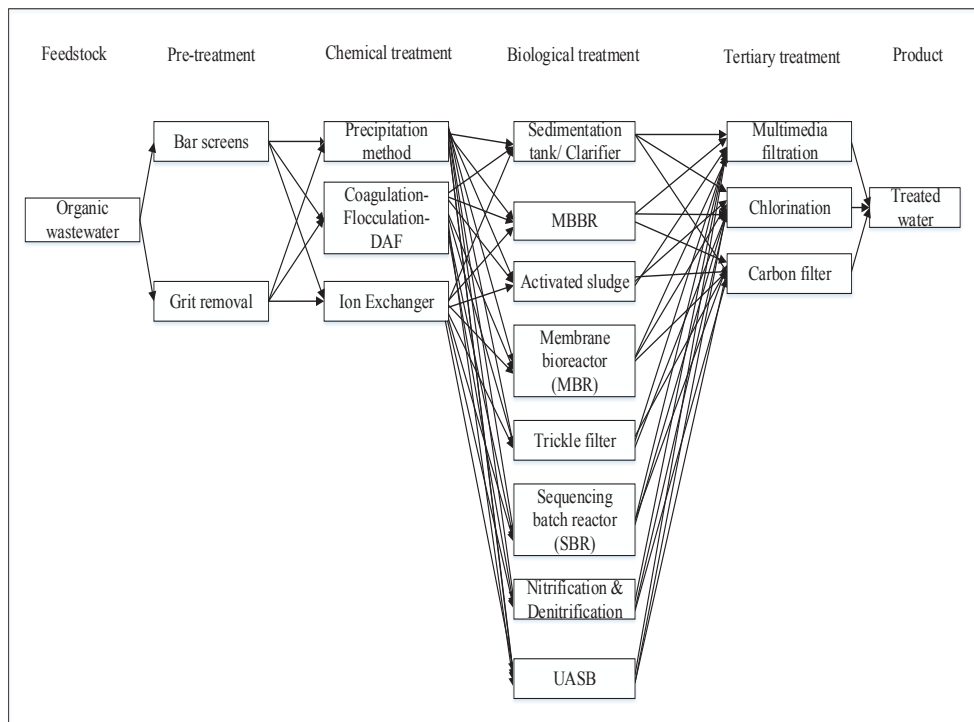 Feedstock
Pre-treatment
Chemical treatment
Biological treatment
Tertiary treatment
Product
Organic
wastewater
Bar screens
Grit removal
Precipitation
method
Coagulation-
Flocculation-
DAF
Ion Exchanger
Sedimentation
tank/ Clarifier
MBBR
Activated sludge
Membrane
bioreactor
(MBR)
Trickle filter
Sequencing
batch reactor
(SBR)
Nitrification &
Denitrification
UASB
Multimedia
filtration
Chlorination
Carbon filter
Treated
water